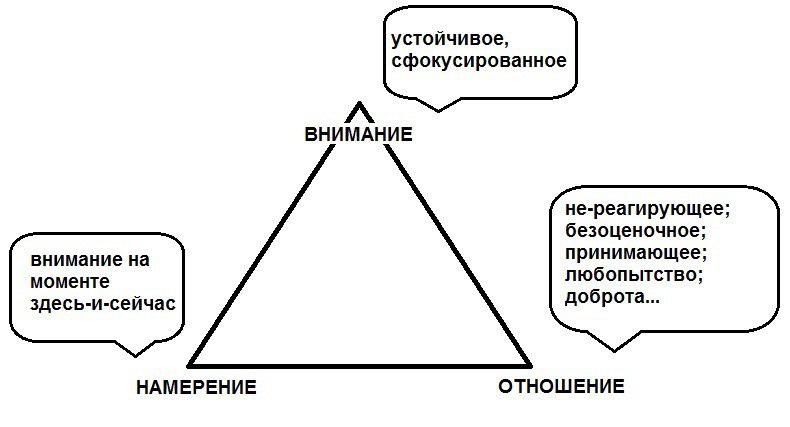 устойчивое,
сфокусированное
ВНИМАНИЕ
не-реагирующее;
безоценочное;
принимающее;
любопытство;
доброта...
внимание на
моменте
здесь-и-сейчас
НАМЕРЕНИЕ
ОТНОШЕНИЕ